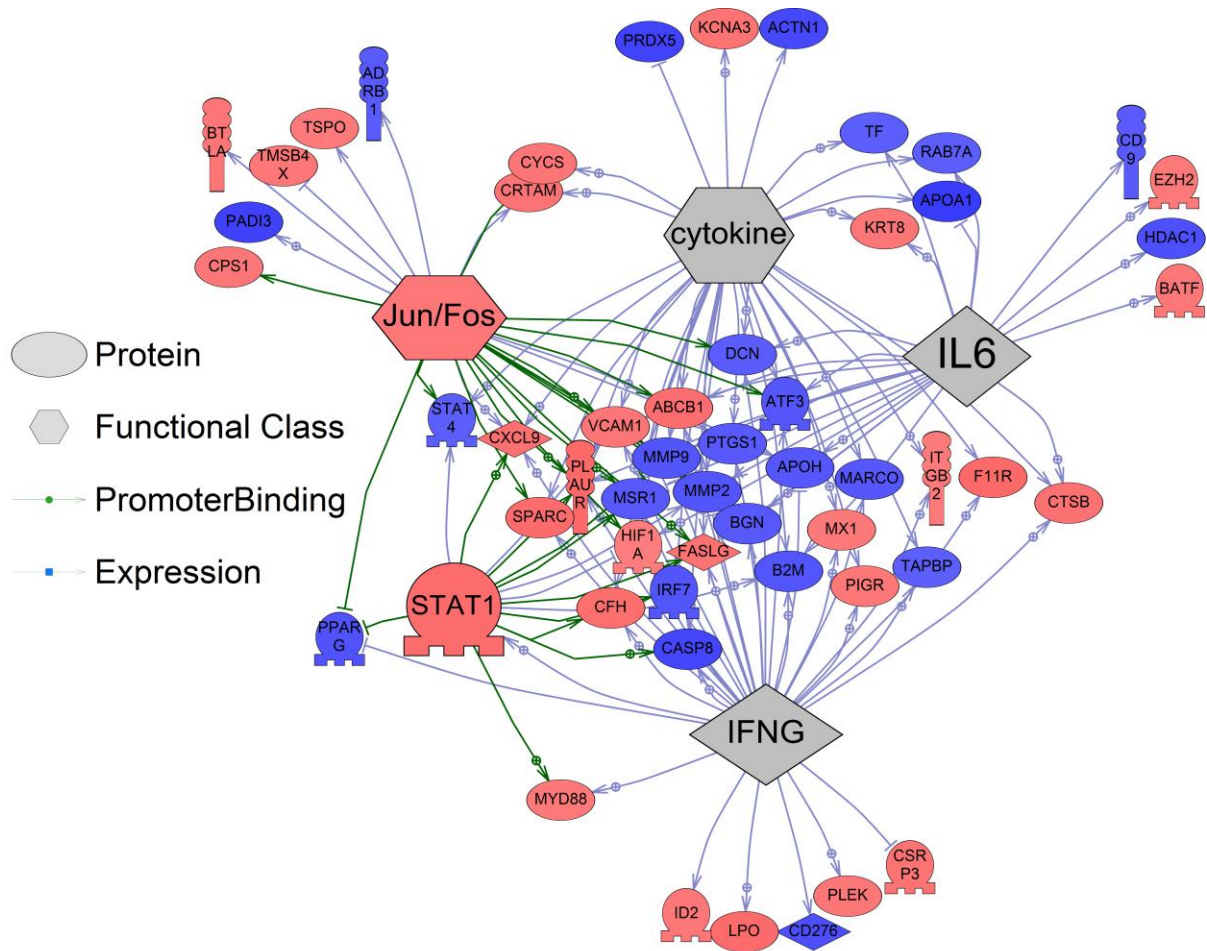 PRDX5
KCNA3
ACTN1
AD
RB
1
BT
LA
TMSB4
X
TSPO
PADI3
CPS1
CYCS
CRTAM
TF
RAB7A
APOA1
KRT8
CD
9
EZH2
HDAC1
BATF
cytokine
Jun/Fos
IL6
Protein
Functional Class
PromoterBinding
Expression
DCN
ATF3
STAT
4
CXCL9
VCAM1
ABCB1
PTGS1
MMP9
APOH
PL
AU
R
MSR1
MMP2
MARCO
IT
GB
2
F11R
CTSB
SPARC
HIF1
A
BGN
FASLG
MX1
B2M
PIGR
TAPBP
STAT1
CFH
IRF7
CASP8
PPAR
G
IFNG
MYD88
ID2
LPO
CD276
PLEK
CSR
P3